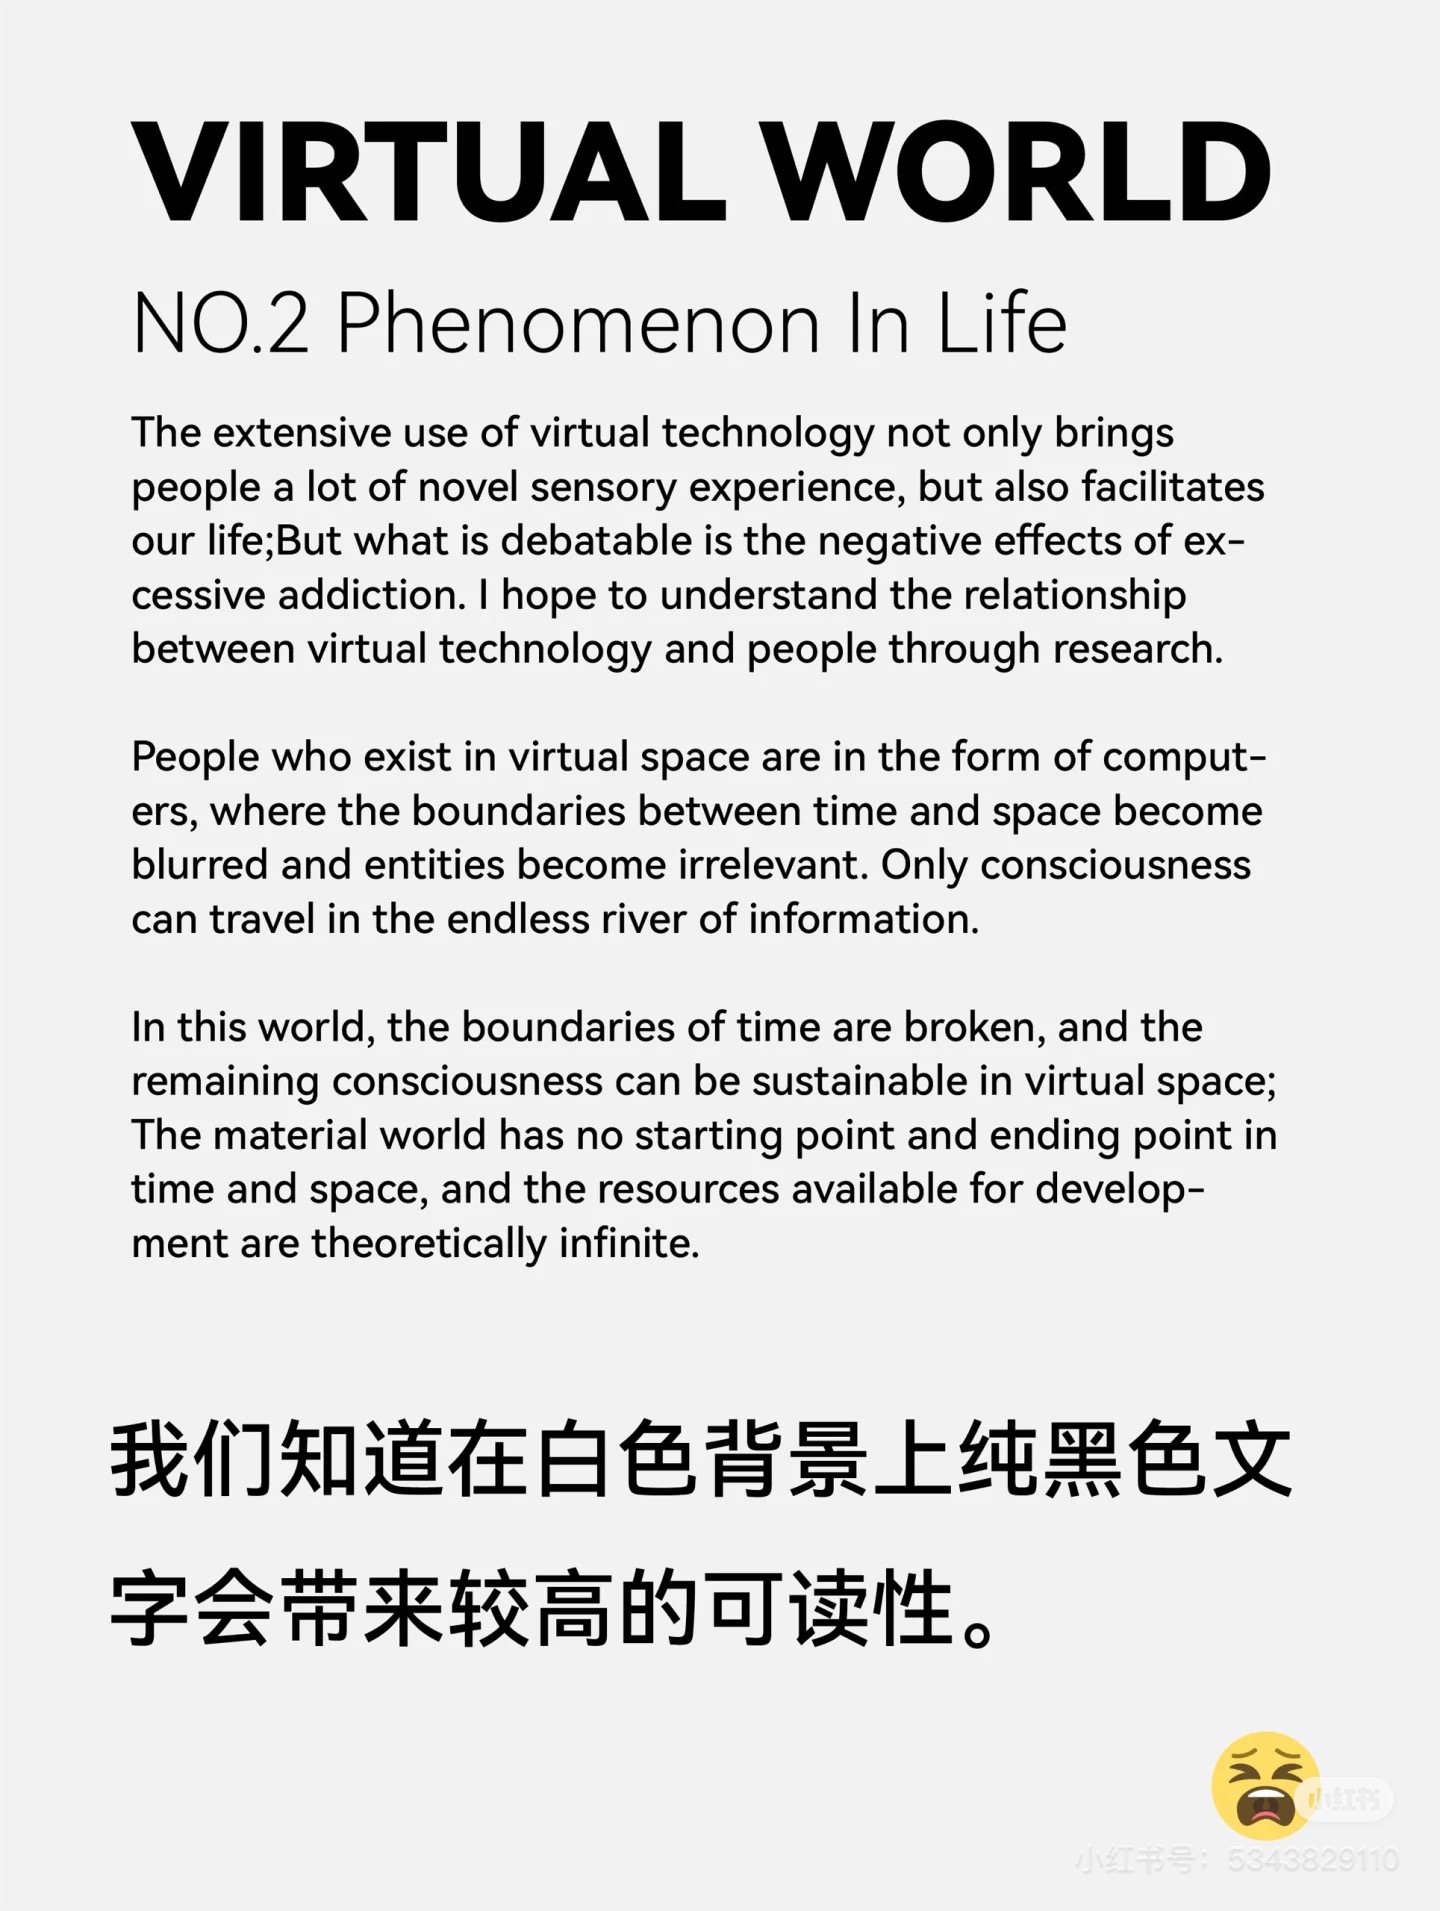 VIRTUAL WORLD
NO.2 Phenomenon In Life
The extensive use of virtual technology not only brings
people a lot of novel sensory experience, but also facilitates
our life;But what is debatable is the negative effects of ex-
cessive addiction. I hope to understand the relationship
between virtual technology and people through research.
People who exist in virtual space are in the form of comput-
ers, where the boundaries between time and space become
blurred and entities become irrelevant. Only consciousness
can travel in the endless river of information.
In this world, the boundaries of time are broken, and the
remaining consciousness can be sustainable in virtual space;
The material world has no starting point and ending point in
time and space, and the resources available for develop-
ment are theoretically infinite.
我们知道在白色背景上纯黑色文
字会带来较高的可读性。
小红书
小红书号：5343829110